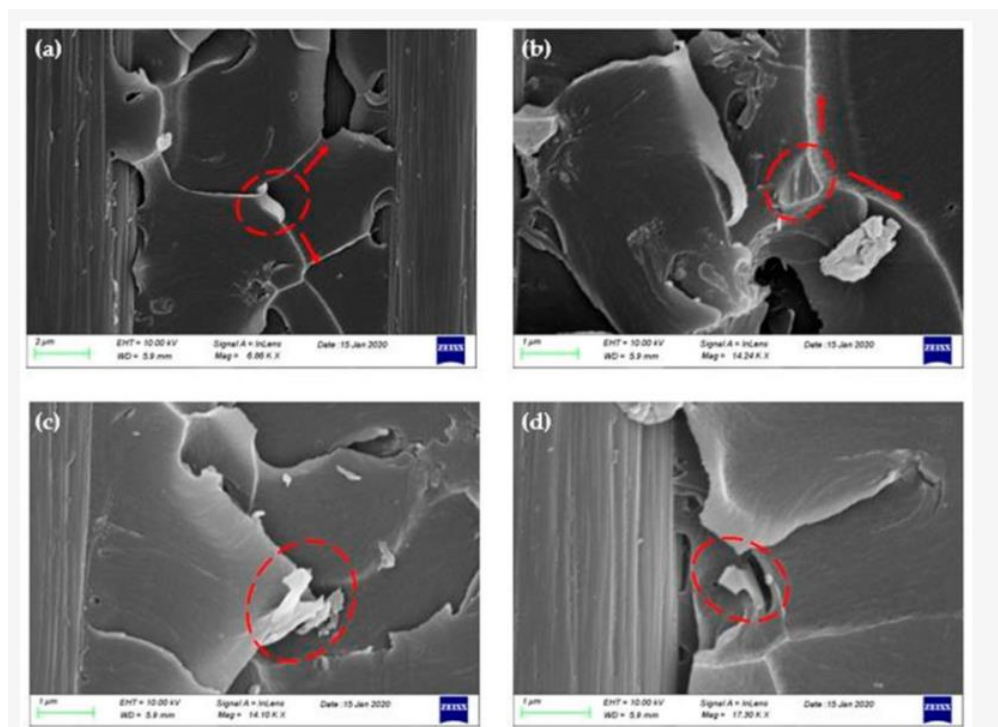 (a)
2 µm
EHT = 10.00 kV
WD = 5.9 mm
Signal A = InLens
Mag = 6.86 K X
Date :15 Jan 2020
ZEISS
(b)
1 µm
EHT = 10.00 kV
WD = 5.9 mm
Signal A = InLens
Mag = 14.24 K X
Date :15 Jan 2020
ZEISS
(c)
1 µm
EHT = 10.00 kV
WD = 5.9 mm
Signal A = InLens
Mag = 14.10 K X
Date :15 Jan 2020
ZEISS
(d)
1 µm
EHT = 10.00 kV
WD = 5.9 mm
Signal A = InLens
Mag = 17.30 K X
Date :15 Jan 2020
ZEISS